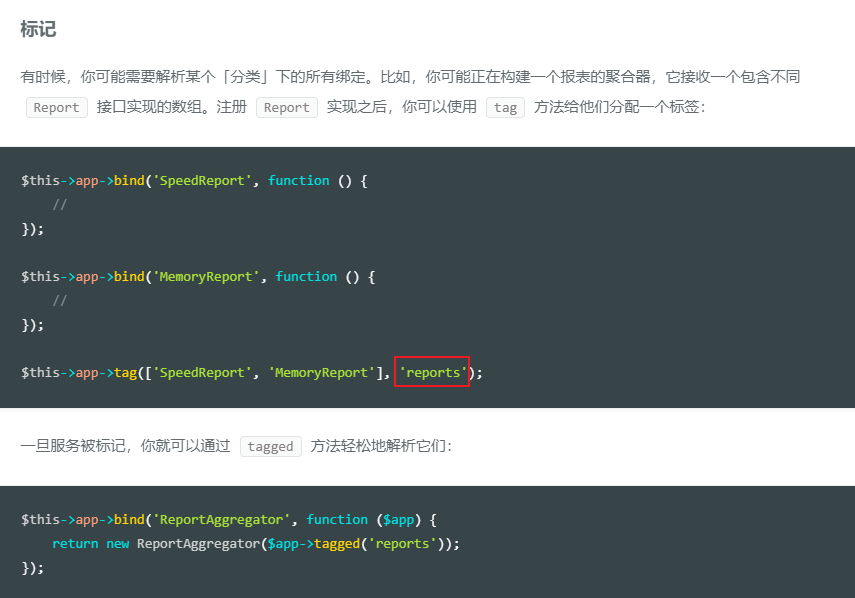 标记
有时候，你可能需要解析某个「分类」下的所有绑定。比如，你可能正在构建一个报表的聚合器，它接收一个包含不同
Report 接口实现的数组。注册 Report 实现之后，你可以使用 tag 方法给他们分配一个标签：
$this->app->bind('SpeedReport', function () {
    //
});
$this->app->bind('MemoryReport', function () {
    //
});
$this->app->tag(['SpeedReport', 'MemoryReport'], 'reports');
一旦服务被标记，你就可以通过 tagged 方法轻松地解析它们：
$this->app->bind('ReportAggregator', function ($app) {
    return new ReportAggregator($app->tagged('reports'));
});